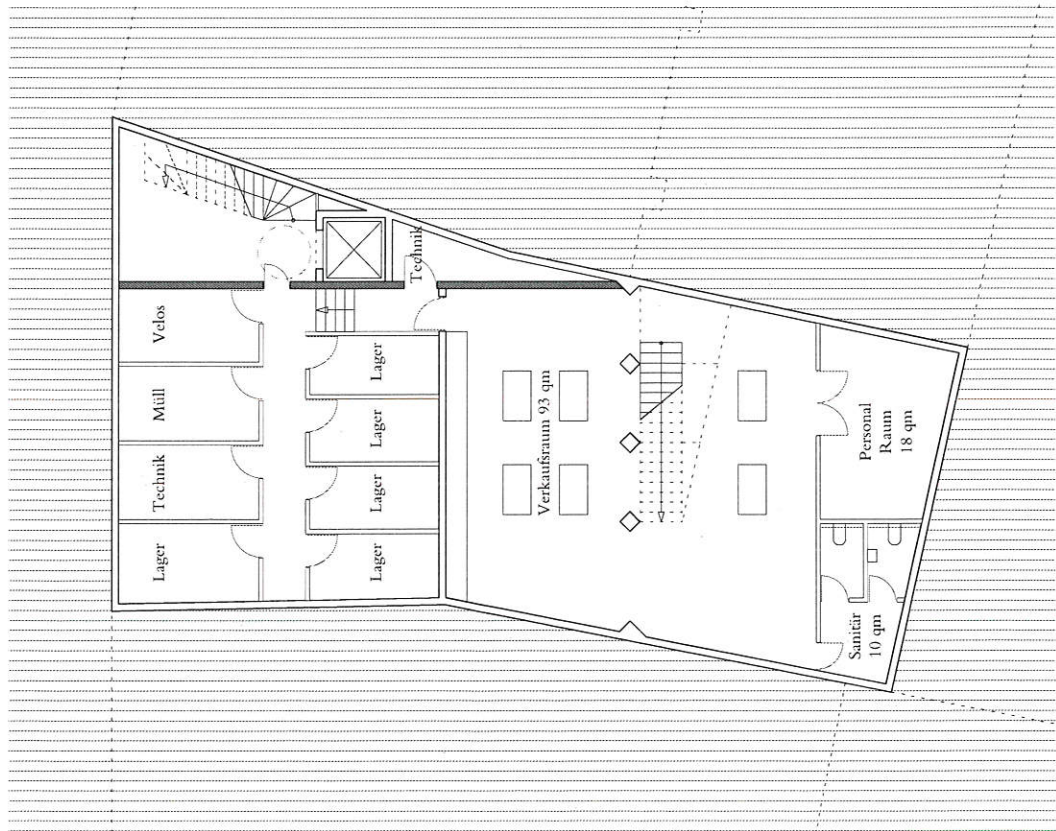 Velos
Müll
Technik
Lager
Lager
Lager
Lager
Lager
Technik
Verkaufsraum 93 qm
Personal
Raum
18 qm
Sanitär
10 qm